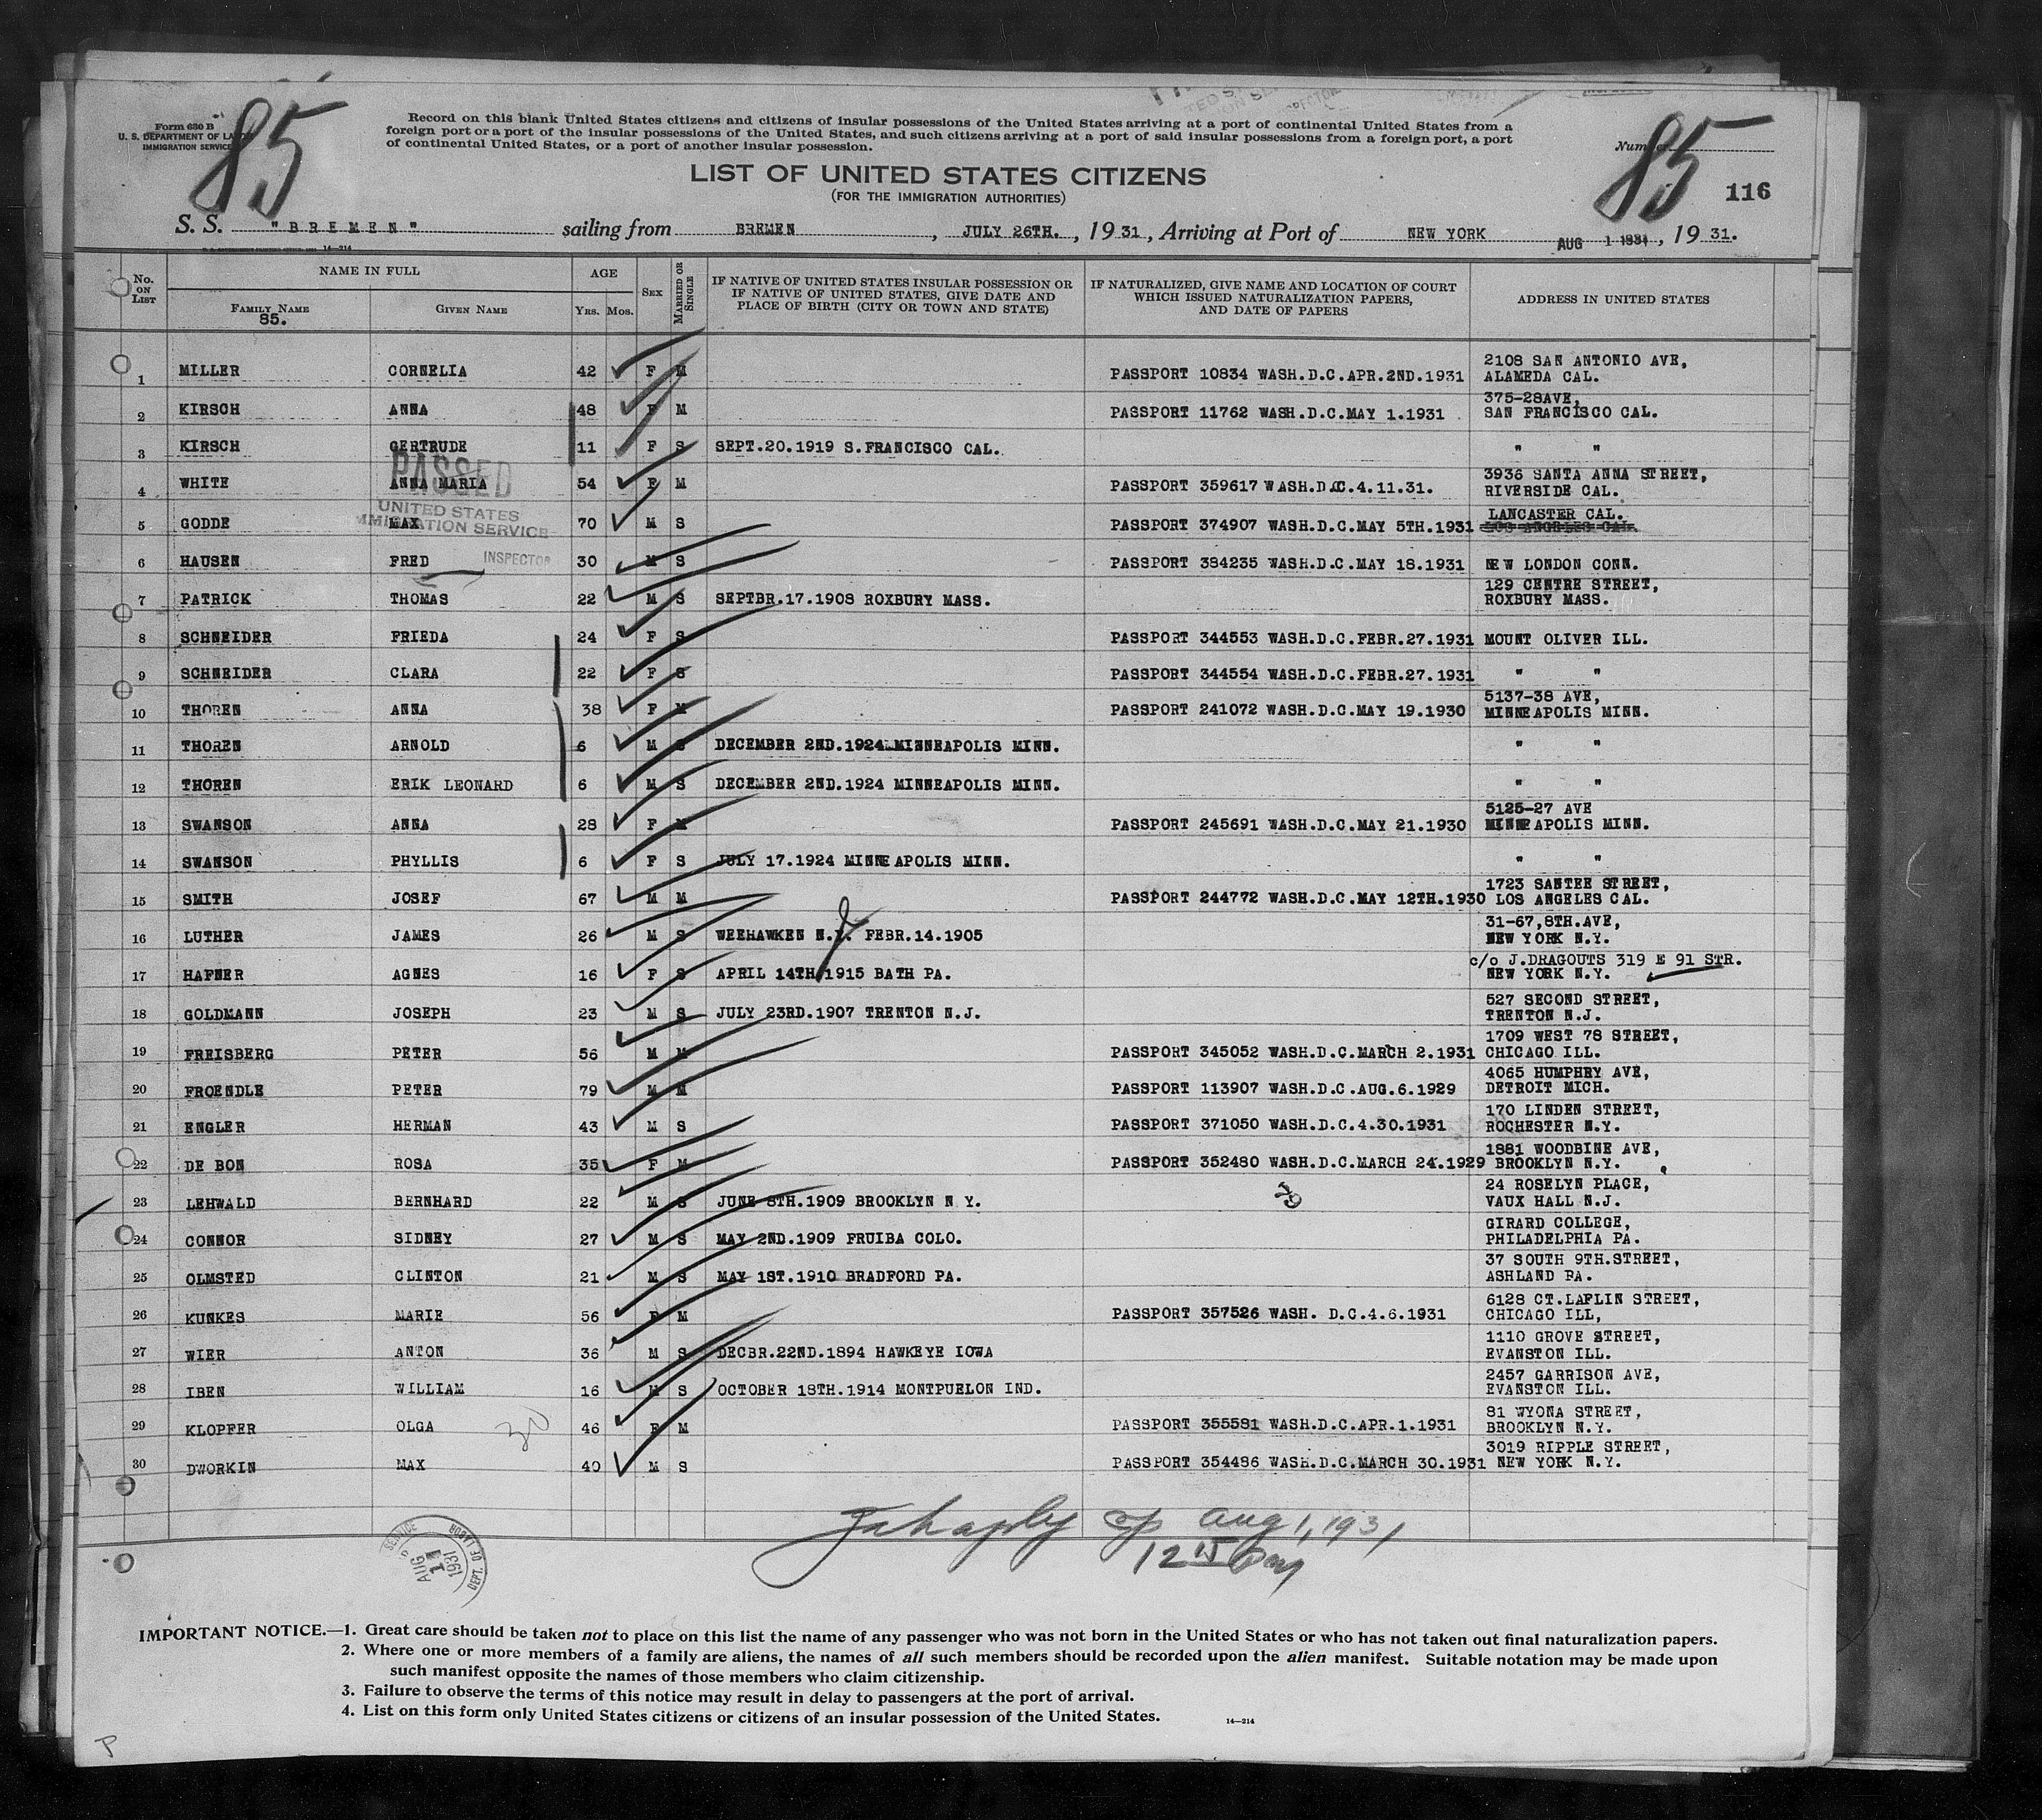 85
85
Form 630 B
U. S. DEPARTMENT OF LABOR
IMMIGRATION SERVICE
Record on this blank United States citizens and citizens of insular possessions of the United States arriving at a port of continental United States from a
foreign port or a port of the insular possessions of the United States, and such citizens arriving at a port of said insular possessions from a foreign port, a port
of continental United States, or a port of another insular possession.
Number
LIST OF UNITED STATES CITIZENS
(FOR THE IMMIGRATION AUTHORITIES)
116
S. S. "BREMEN" sailing from BREMEN, JULY 26TH., 1931, Arriving at Port of NEW YORK AUG 1 1931, 1931.
14—214
No. ON LIST
NAME IN FULL
FAMILY NAME
85.
GIVEN NAME
AGE
YRS. MOS.
SEX
MARRIED OR SINGLE
IF NATIVE OF UNITED STATES INSULAR POSSESSION OR
IF NATIVE OF UNITED STATES, GIVE DATE AND
PLACE OF BIRTH (CITY OR TOWN AND STATE)
IF NATURALIZED, GIVE NAME AND LOCATION OF COURT
WHICH ISSUED NATURALIZATION PAPERS,
AND DATE OF PAPERS
ADDRESS IN UNITED STATES
1 MILLER CORNELIA 42 F M PASSPORT 10834 WASH.D.C.APR.2ND.1931 2108 SAN ANTONIO AVE,
ALAMEDA CAL.
2 KIRSCH ANNA 48 F M PASSPORT 11762 WASH.D.C.MAY 1.1931 375-28AVE,
SAN FRANCISCO CAL.
3 KIRSCH GERTRUDE 11 F S SEPT.20.1919 S.FRANCISCO CAL. " "
4 WHITE ANNA MARIA 54 F M PASSPORT 359617 WASH.D.C.4.11.31. 3936 SANTA ANNA STREET,
RIVERSIDE CAL.
5 GODDE MAX 70 M S PASSPORT 374907 WASH.D.C.MAY 5TH.1931 LANCASTER CAL.
LOS ANGELES CAL.
PASSED
UNITED STATES
IMMIGRATION SERVICE
INSPECTOR
6 HAUSEN FRED 30 M S PASSPORT 384235 WASH.D.C.MAY 18.1931 NEW LONDON CONN.
7 PATRICK THOMAS 22 M S SEPTBR.17.1908 ROXBURY MASS. 129 CENTRE STREET,
ROXBURY MASS.
8 SCHNEIDER FRIEDA 24 F S PASSPORT 344553 WASH.D.C.FEBR.27.1931 MOUNT OLIVER ILL.
9 SCHNEIDER CLARA 22 F S PASSPORT 344554 WASH.D.C.FEBR.27.1931 " "
10 THOREN ANNA 38 F M PASSPORT 241072 WASH.D.C.MAY 19.1930 5137-38 AVE,
MINNEAPOLIS MINN.
11 THOREN ARNOLD 6 M S DECEMBER 2ND.1924 MINNEAPOLIS MINN. " "
12 THOREN ERIK LEONARD 6 M S DECEMBER 2ND.1924 MINNEAPOLIS MINN. " "
13 SWANSON ANNA 28 F M PASSPORT 245691 WASH.D.C.MAY 21.1930 5125-27 AVE
MINNEAPOLIS MINN.
14 SWANSON PHYLLIS 6 F S JULY 17.1924 MINNEAPOLIS MINN. " "
15 SMITH JOSEF 67 M M PASSPORT 244772 WASH.D.C.MAY 12TH.1930 1723 SANTEE STREET,
LOS ANGELES CAL.
16 LUTHER JAMES 26 M S WEEHAWKEN N.Y. FEBR.14.1905 31-67,8TH.AVE,
NEW YORK N.Y.
J
17 HAFNER AGNES 16 F S APRIL 14TH 1915 BATH PA. c/o J.DRAGOUTS 319 E 91 STR.
NEW YORK N.Y.
18 GOLDMANN JOSEPH 23 M S JULY 23RD.1907 TRENTON N.J. 527 SECOND STREET,
TRENTON N.J.
19 FREISBERG PETER 56 M M PASSPORT 345052 WASH.D.C.MARCH 2.1931 1709 WEST 78 STREET,
CHICAGO ILL.
20 FROENDLE PETER 79 M M PASSPORT 113907 WASH.D.C.AUG.6.1929 4065 HUMPHRY AVE,
DETROIT MICH.
21 ENGLER HERMAN 43 M S PASSPORT 371050 WASH.D.C.4.30.1931 170 LINDEN STREET,
ROCHESTER N.Y.
22 DE BON ROSA 35 F M PASSPORT 352480 WASH.D.C.MARCH 24.1929 1881 WOODBINE AVE,
BROOKLYN N.Y.
23 LEHWALD BERNHARD 22 M S JUNE 8TH.1909 BROOKLYN N Y. 24 ROSELYN PLACE,
VAUX HALL N.J.
24 CONNOR SIDNEY 27 M S MAY 2ND.1909 FRUIBA COLO. GIRARD COLLEGE,
PHILADELPHIA PA.
25 OLMSTED CLINTON 21 M S MAY 1ST.1910 BRADFORD PA. 37 SOUTH 9TH.STREET,
ASHLAND PA.
26 KUNKES MARIE 56 F M PASSPORT 357526 WASH. D.C.4.6.1931 6128 CT.LAFLIN STREET,
CHICAGO ILL,
27 WIER ANTON 36 M S DECBR.22ND.1894 HAWKEYE IOWA 1110 GROVE STREET,
EVANSTON ILL.
28 IBEN WILLIAM 16 M S OCTOBER 18TH.1914 MONTPUELON IND. 2457 GARRISON AVE,
EVANSTON ILL.
29 KLOPFER OLGA 46 F M PASSPORT 355581 WASH.D.C.APR.1.1931 81 WYONA STREET,
BROOKLYN N.Y.
30
30 DWORKIN MAX 40 M S PASSPORT 354486 WASH.D.C.MARCH 30.1931 3019 RIPPLE STREET,
NEW YORK N.Y.
Aug 1, 1931
12 15
SERVICE
AUG 1 1931
DEPT. OF LABOR
IMPORTANT NOTICE.—1. Great care should be taken not to place on this list the name of any passenger who was not born in the United States or who has not taken out final naturalization papers.
2. Where one or more members of a family are aliens, the names of all such members should be recorded upon the alien manifest. Suitable notation may be made upon
such manifest opposite the names of those members who claim citizenship.
3. Failure to observe the terms of this notice may result in delay to passengers at the port of arrival.
4. List on this form only United States citizens or citizens of an insular possession of the United States.
14—214
P